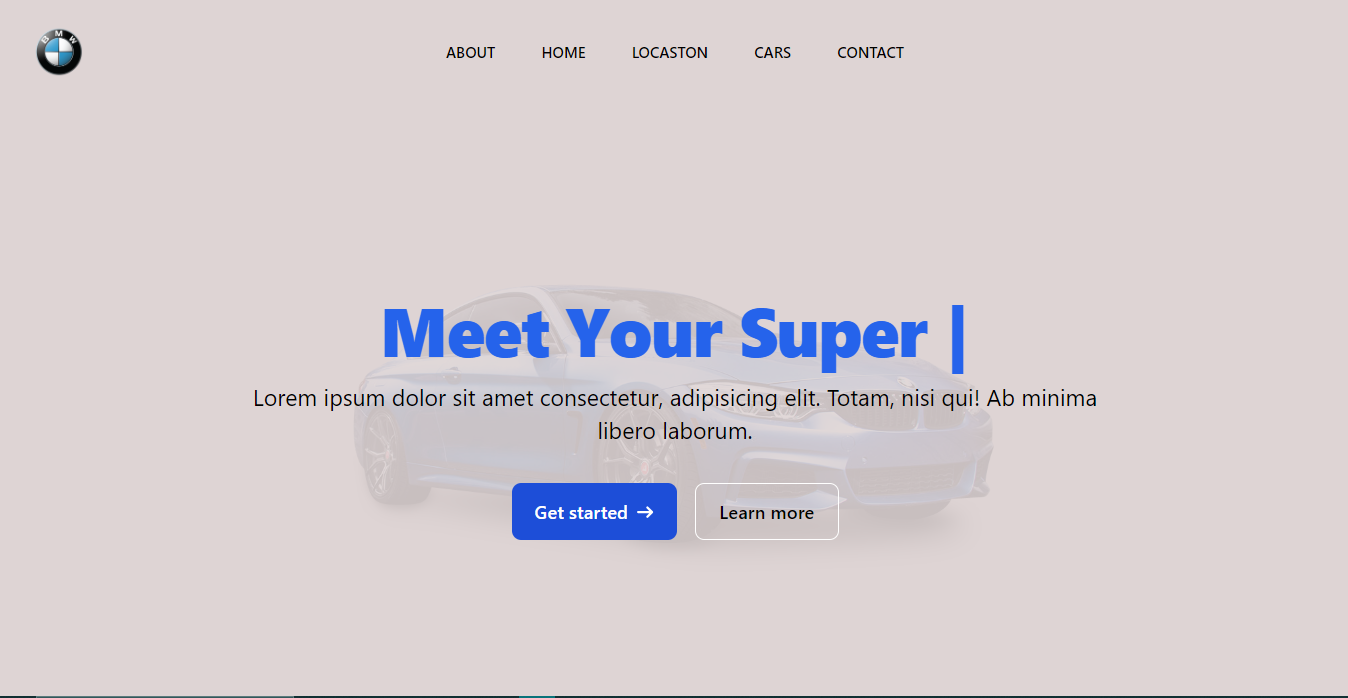 BMW
ABOUT HOME LOCASTON CARS CONTACT
Meet Your Super |
Lorem ipsum dolor sit amet consectetur, adipisicing elit. Totam, nisi qui! Ab minima
libero laborum.
Get started → Learn more